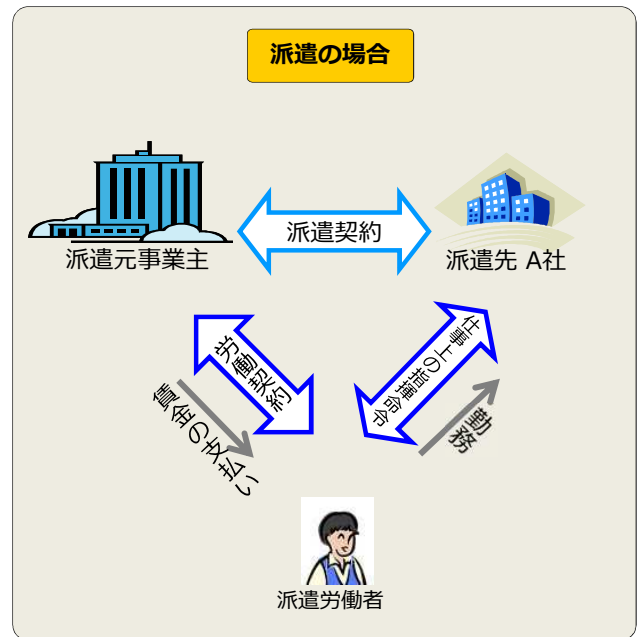 派遣の場合
派遣契約
派遣元事業主
派遣先 A社
労働契約
仕事上の指揮命令
賃金の支払い
勤務
派遣労働者